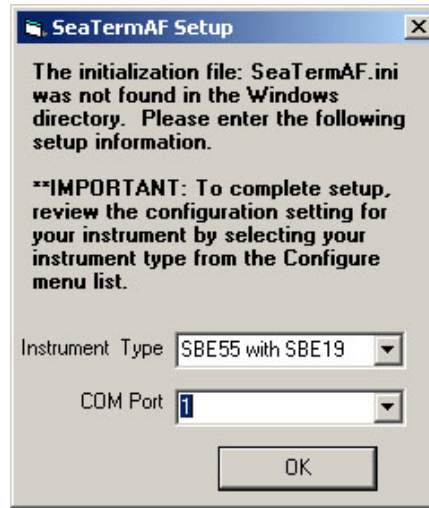 SeaTermAF Setup
The initialization file: SeaTermAF.ini
was not found in the Windows
directory.  Please enter the following
setup information.
**IMPORTANT: To complete setup,
review the configuration setting for
your instrument by selecting your
instrument type from the Configure
menu list.
Instrument Type SBE55 with SBE19
COM Port 1
OK